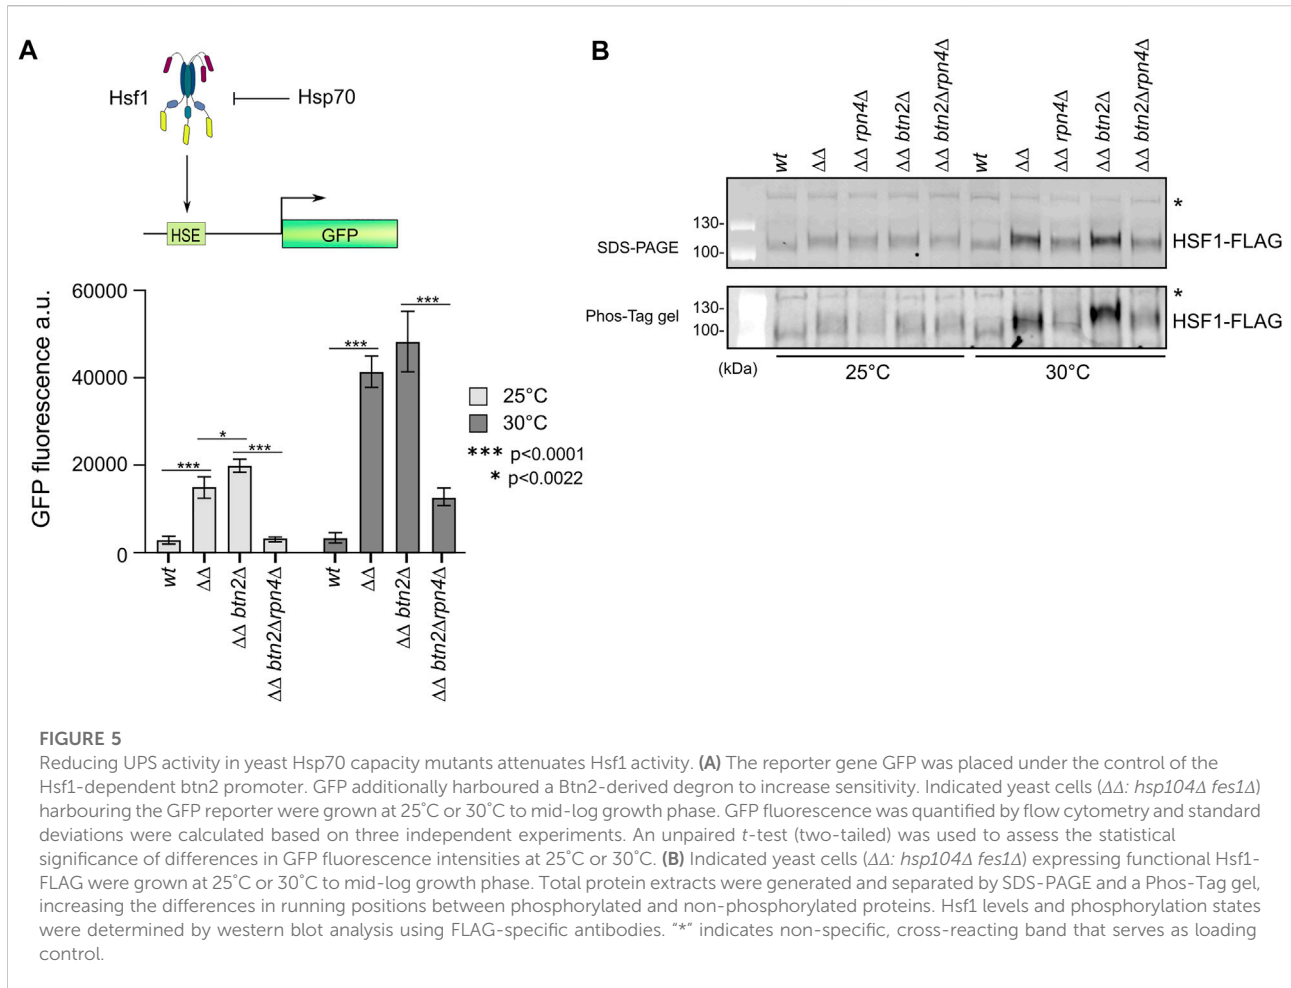 A
Hsf1
Hsp70
HSE
GFP
GFP fluorescence a.u.
60000
40000
20000
0
***
*
***
***
***
wt
ΔΔ
ΔΔ btn2Δ
ΔΔ btn2Δrpn4Δ
wt
ΔΔ
ΔΔ btn2Δ
ΔΔ btn2Δrpn4Δ
25°C
30°C
*** p<0.0001
* p<0.0022
B
wt
ΔΔ
ΔΔ rpn4Δ
ΔΔ btn2Δ
ΔΔ btn2Δrpn4Δ
wt
ΔΔ
ΔΔ rpn4Δ
ΔΔ btn2Δ
ΔΔ btn2Δrpn4Δ
SDS-PAGE
130-
100-
*
HSF1-FLAG
Phos-Tag gel
130-
100-
*
HSF1-FLAG
(kDa)
25°C
30°C
FIGURE 5
Reducing UPS activity in yeast Hsp70 capacity mutants attenuates Hsf1 activity. (A) The reporter gene GFP was placed under the control of the
Hsf1-dependent btn2 promoter. GFP additionally harboured a Btn2-derived degron to increase sensitivity. Indicated yeast cells (ΔΔ: hsp104Δ fes1Δ)
harbouring the GFP reporter were grown at 25°C or 30°C to mid-log growth phase. GFP fluorescence was quantified by flow cytometry and standard
deviations were calculated based on three independent experiments. An unpaired t-test (two-tailed) was used to assess the statistical
significance of differences in GFP fluorescence intensities at 25°C or 30°C. (B) Indicated yeast cells (ΔΔ: hsp104Δ fes1Δ) expressing functional Hsf1-
FLAG were grown at 25°C or 30°C to mid-log growth phase. Total protein extracts were generated and separated by SDS-PAGE and a Phos-Tag gel,
increasing the differences in running positions between phosphorylated and non-phosphorylated proteins. Hsf1 levels and phosphorylation states
were determined by western blot analysis using FLAG-specific antibodies. "*" indicates non-specific, cross-reacting band that serves as loading
control.